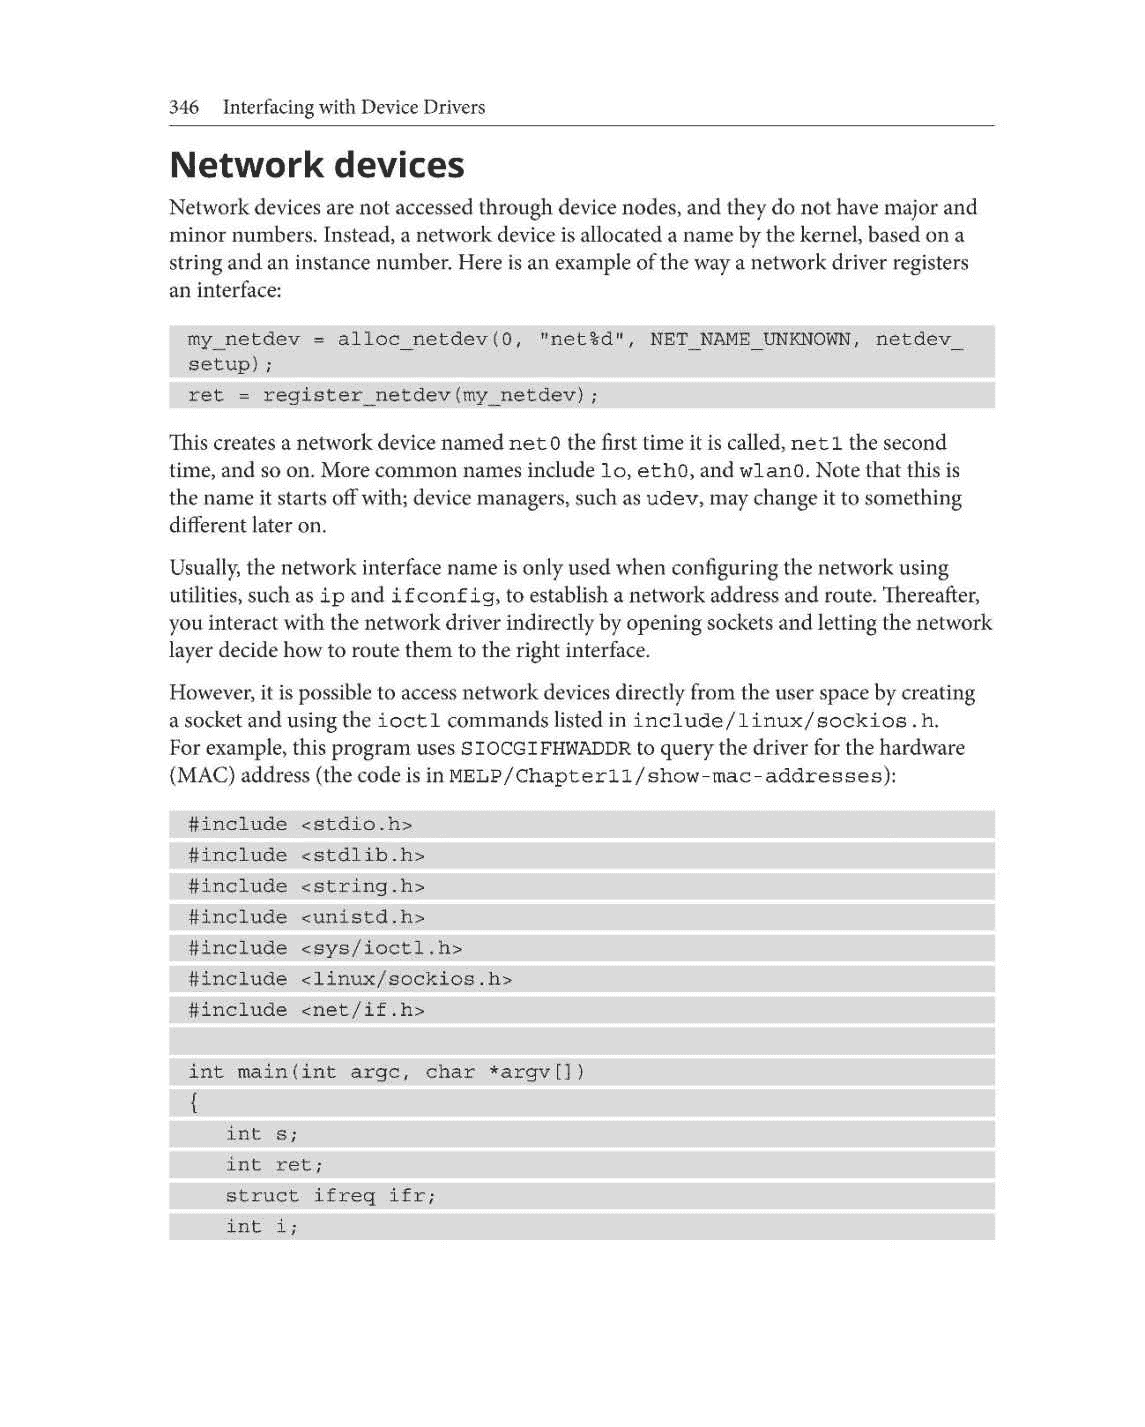 346 Interfacing with Device Drivers
Network devices
Network devices are not accessed through device nodes, and they do not have major and
minor numbers. Instead, a network device is allocated a name by the kernel, based on a
string and an instance number. Here is an example of the way a network driver registers
an interface:
my_netdev = alloc_netdev(0, "net%d", NET_NAME_UNKNOWN, netdev_
setup);
ret = register_netdev(my_netdev);
This creates a network device named net0 the first time it is called, net1 the second
time, and so on. More common names include lo, eth0, and wlan0. Note that this is
the name it starts off with; device managers, such as udev, may change it to something
different later on.
Usually, the network interface name is only used when configuring the network using
utilities, such as ip and ifconfig, to establish a network address and route. Thereafter,
you interact with the network driver indirectly by opening sockets and letting the network
layer decide how to route them to the right interface.
However, it is possible to access network devices directly from the user space by creating
a socket and using the ioctl commands listed in include/linux/sockios.h.
For example, this program uses SIOCGIFHWADDR to query the driver for the hardware
(MAC) address (the code is in MELP/Chapter11/show-mac-addresses):
#include <stdio.h>
#include <stdlib.h>
#include <string.h>
#include <unistd.h>
#include <sys/ioctl.h>
#include <linux/sockios.h>
#include <net/if.h>
int main(int argc, char *argv[])
{
int s;
int ret;
struct ifreq ifr;
int i;